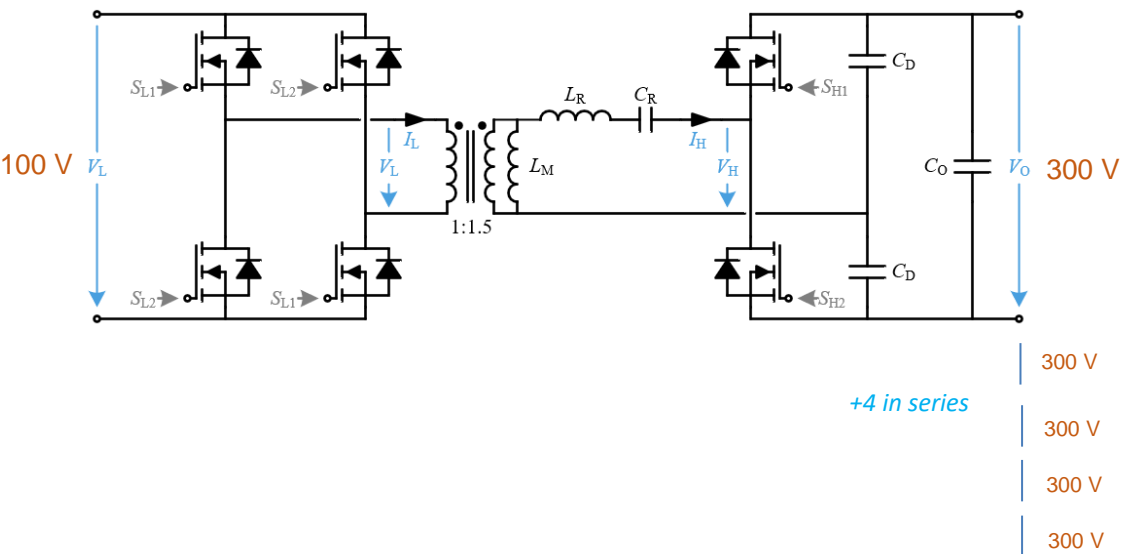 C_D
S_L1
S_L2
S_H1
L_R
C_R
I_L
I_H
100 V
V_L
V_L
L_M
V_H
C_O
V_O
300 V
1:1.5
S_L2
S_L1
S_H2
C_D
300 V
+4 in series
300 V
300 V
300 V